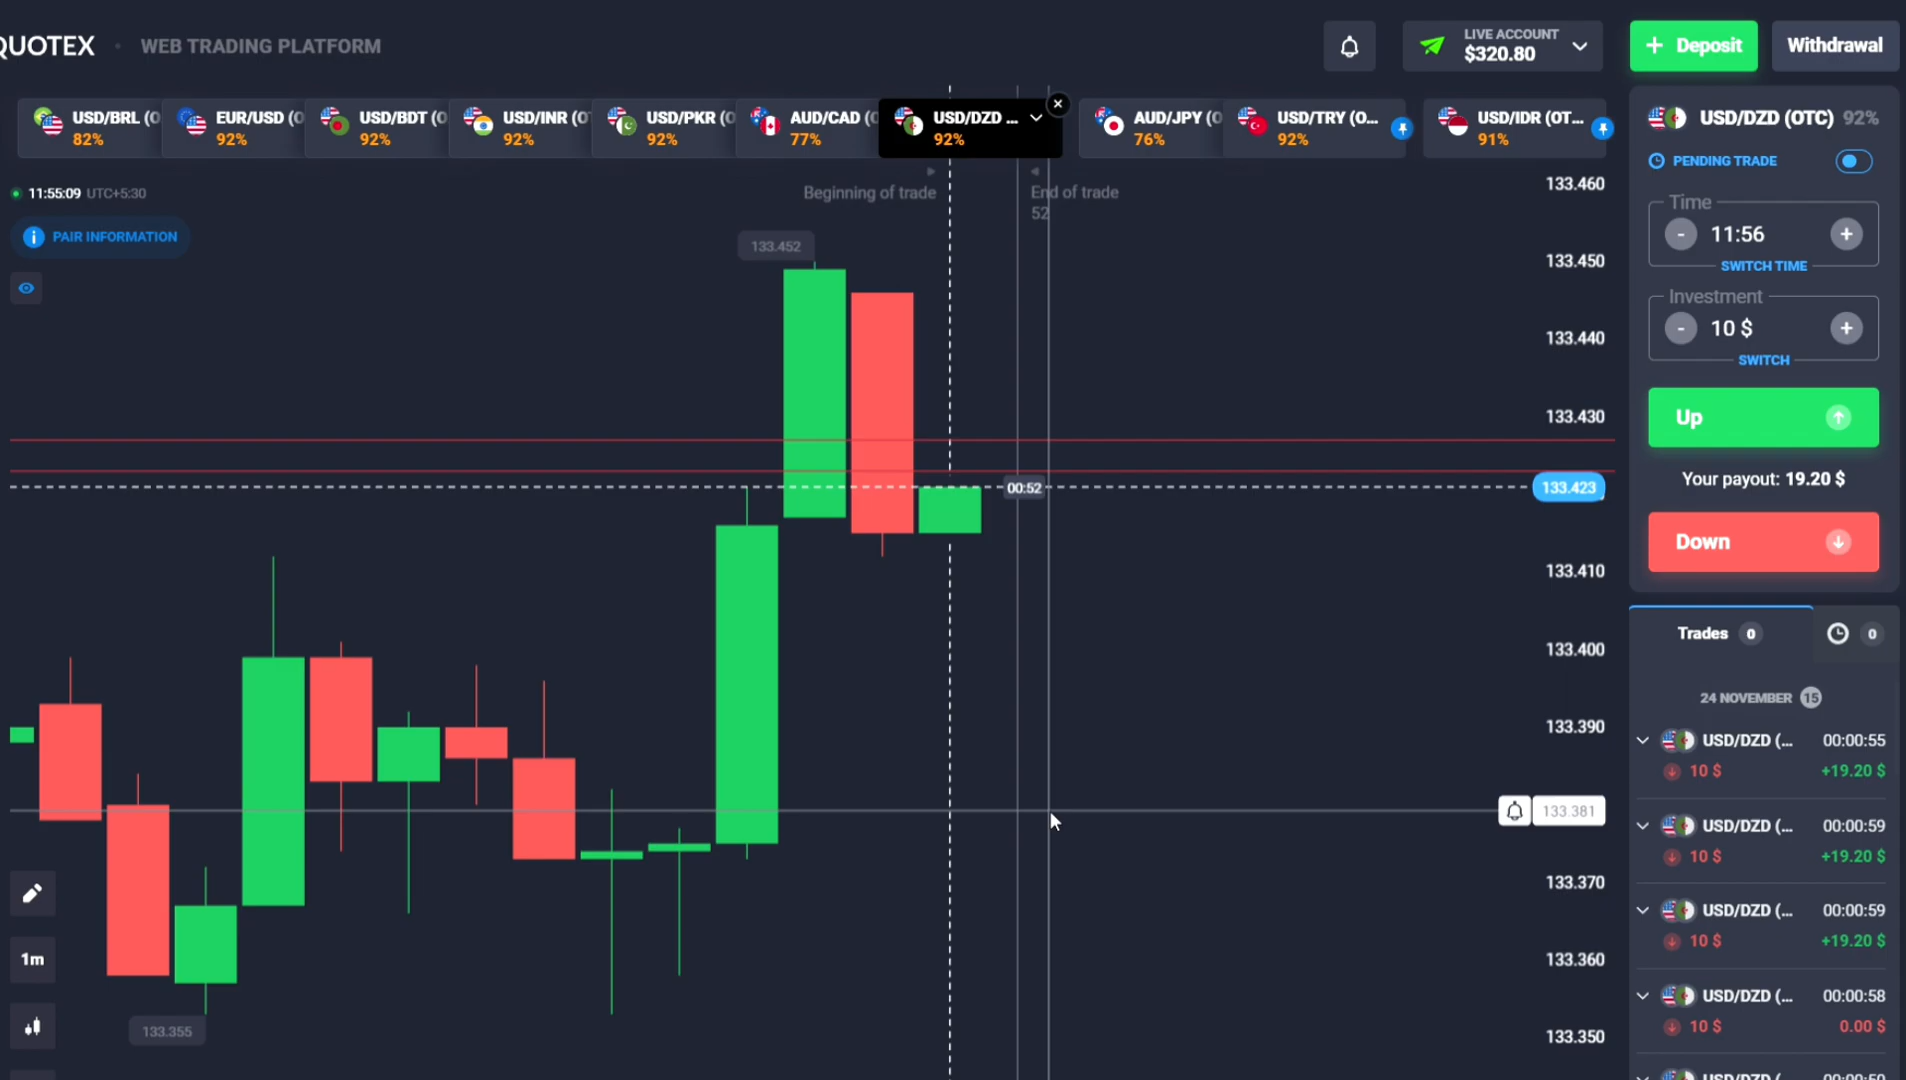 QUOTEX
WEB TRADING PLATFORM
LIVE ACCOUNT
$320.80
+ Deposit
Withdrawal
USD/BRL (O
82%
EUR/USD (O
92%
USD/BDT (O
92%
USD/INR (O
92%
USD/PKR (O
92%
AUD/CAD (O
77%
USD/DZD ...
92%
AUD/JPY (O
76%
USD/TRY (O...
92%
USD/IDR (OT...
91%
11:55:09 UTC+5:30
PAIR INFORMATION
Beginning of trade
End of trade
52
133.452
133.355
00:52
133.460
133.450
133.440
133.430
133.423
133.410
133.400
133.390
133.381
133.370
133.360
133.350
1m
USD/DZD (OTC) 92%
PENDING TRADE
Time
- 11:56 +
SWITCH TIME
Investment
- 10 $ +
SWITCH
Up
Your payout: 19.20 $
Down
Trades 0
0
24 NOVEMBER 15
USD/DZD (... 00:00:55
10 $ +19.20 $
USD/DZD (... 00:00:59
10 $ +19.20 $
USD/DZD (... 00:00:59
10 $ +19.20 $
USD/DZD (... 00:00:58
10 $ 0.00 $